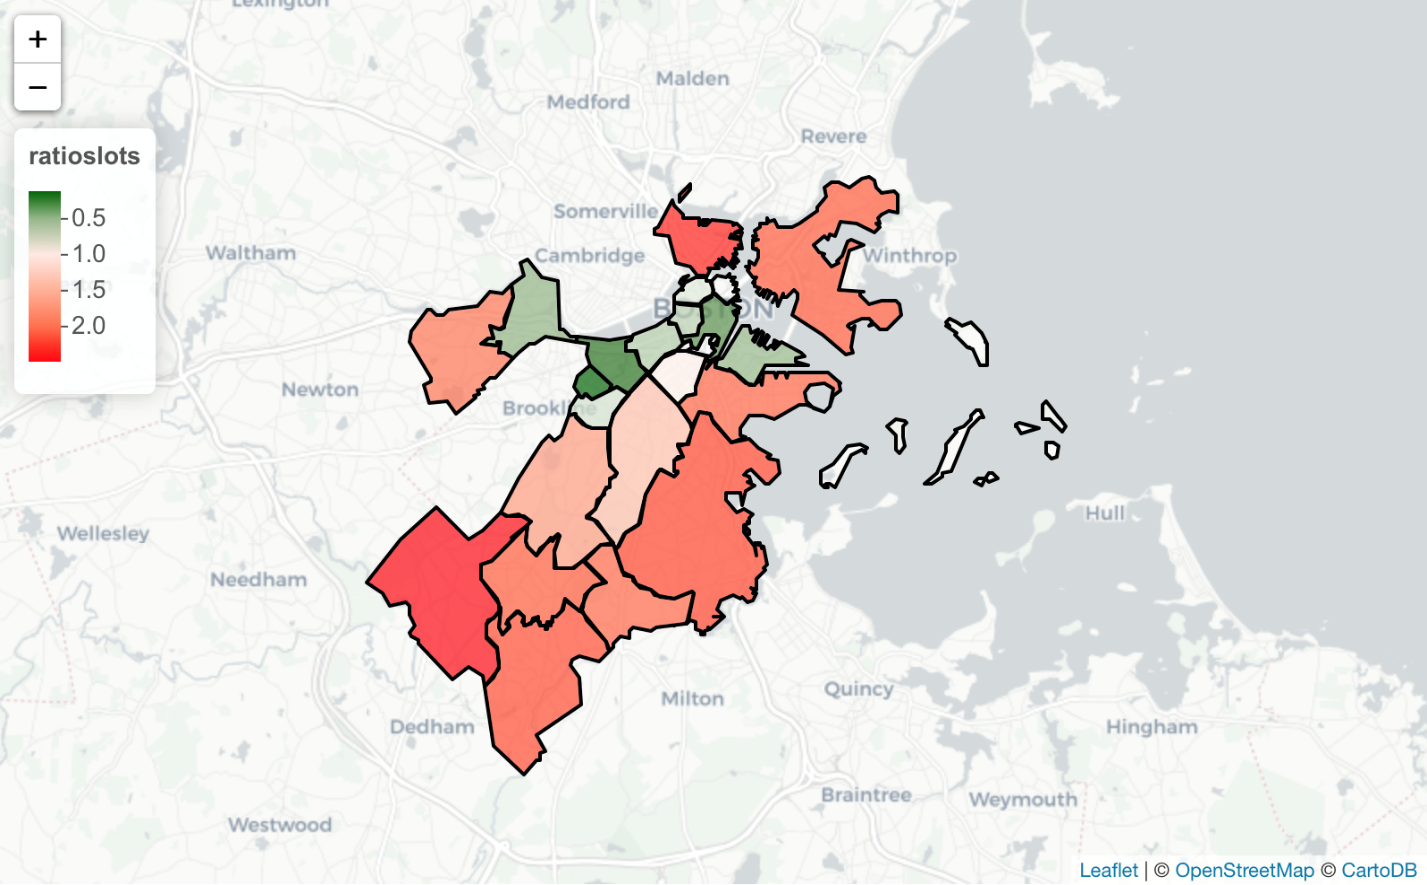 Lexington
+
−
Malden
Medford
Revere
ratioslots
0.5
1.0
1.5
2.0
Somerville
Waltham
Cambridge
Winthrop
BOSTON
Newton
Brookline
Hull
Wellesley
Needham
Milton
Quincy
Dedham
Hingham
Braintree
Weymouth
Westwood
Leaflet | © OpenStreetMap © CartoDB